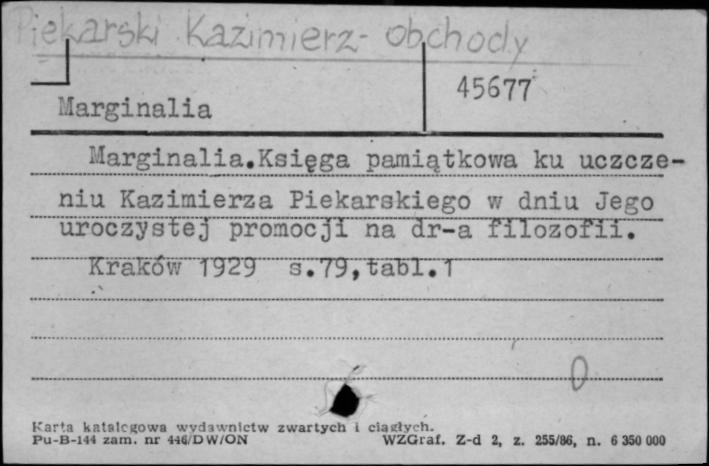 Piekarski Kazimierz - obchody
45677
Marginalia
Marginalia.Księga pamiątkowa ku uczcze-
niu Kazimierza Piekarskiego w dniu Jego
uroczystej promocji na dr-a filozofii.
Kraków 1929 s.79,tabl.1
0
Karta katalogowa wydawnictw zwartych i ciągłych.
Pu-B-144 zam. nr 446/DW/ON WZGraf. Z-d 2, z. 255/86, n. 6 350 000